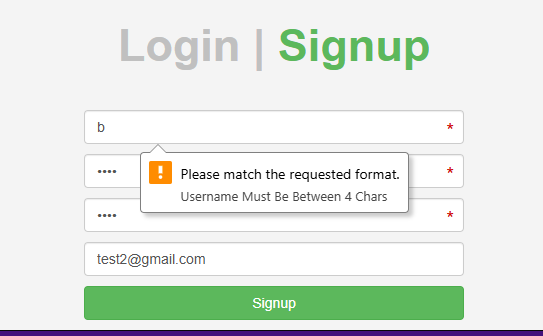 Login | Signup
b *
•••• *
Please match the requested format.
Username Must Be Between 4 Chars
•••• *
test2@gmail.com
Signup